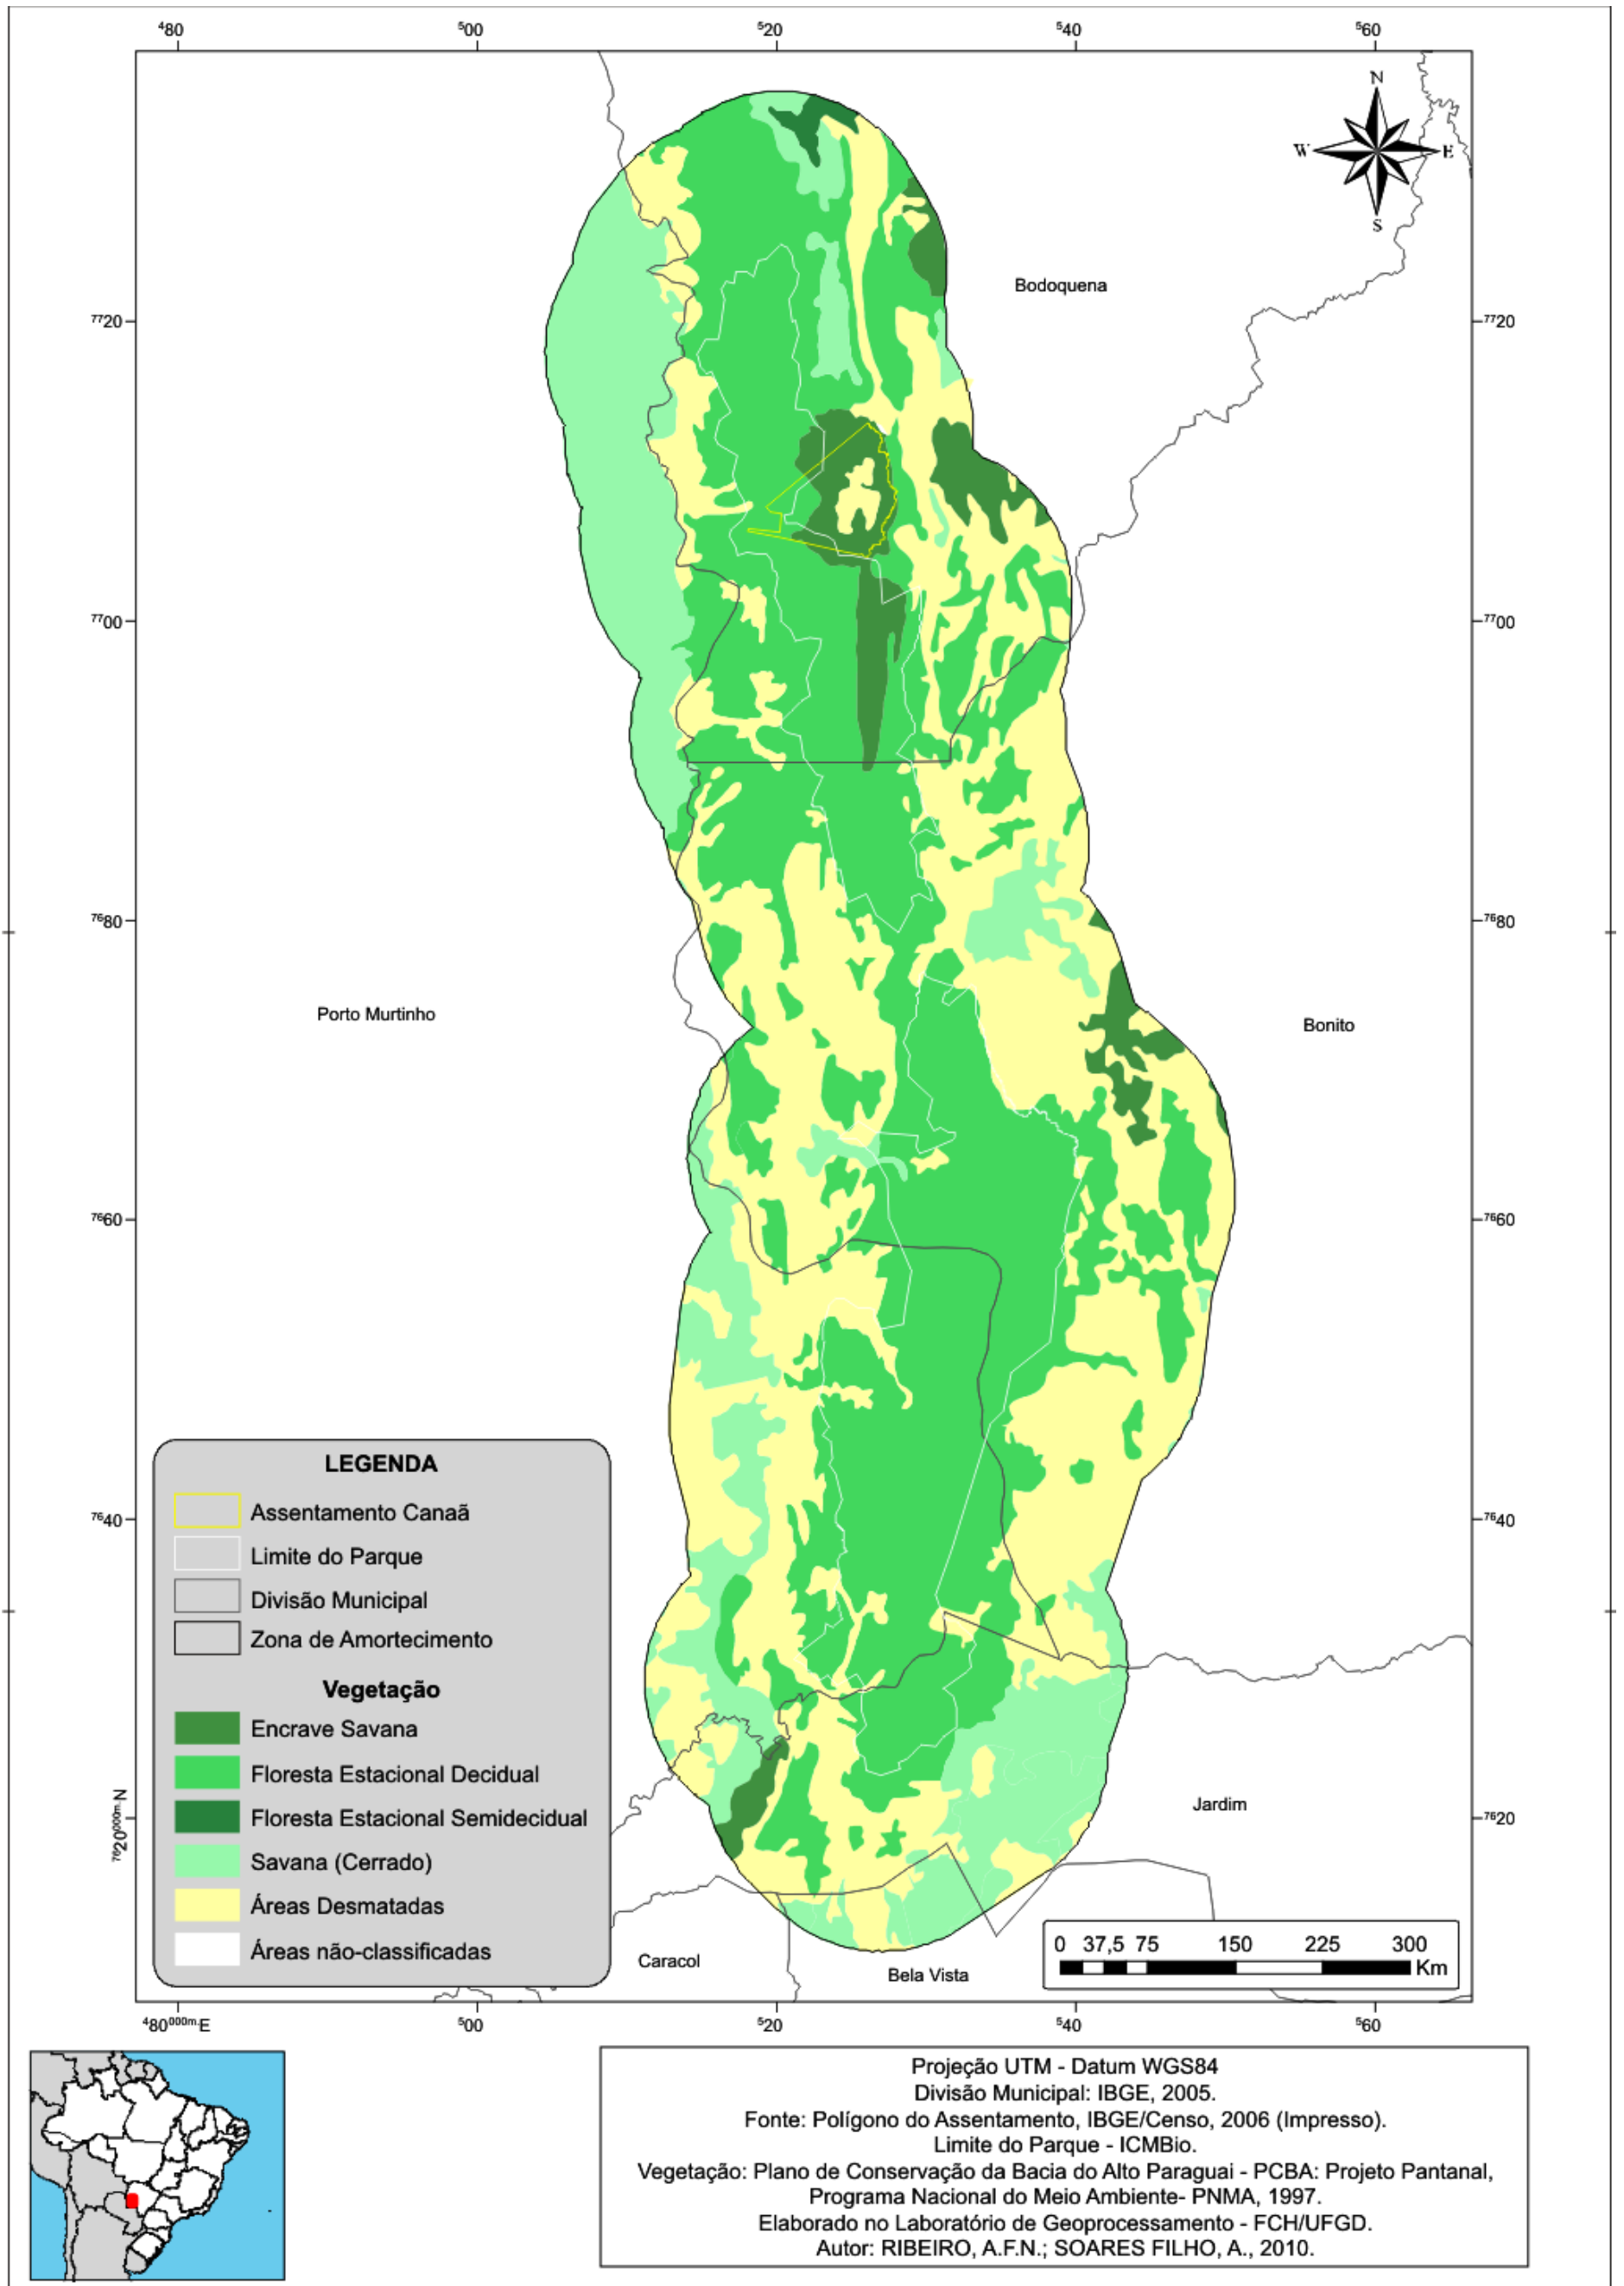 480 500 520 540 560
N
W E
S
Bodoquena
7720 7720
7700 7700
7680 7680
Porto Murtinho
Bonito
7660 7660
LEGENDA
Assentamento Canaã
7640 7640
Limite do Parque
Divisão Municipal
Zona de Amortecimento
Vegetação
Encrave Savana
Floresta Estacional Decidual
Floresta Estacional Semidecidual
Savana (Cerrado)
Áreas Desmatadas
Áreas não-classificadas
7620000m.N 7620
Jardim
Caracol
Bela Vista
0 37,5 75 150 225 300
Km
480000m.E 500 520 540 560
Projeção UTM - Datum WGS84
Divisão Municipal: IBGE, 2005.
Fonte: Polígono do Assentamento, IBGE/Censo, 2006 (Impresso).
Limite do Parque - ICMBio.
Vegetação: Plano de Conservação da Bacia do Alto Paraguai - PCBA: Projeto Pantanal,
Programa Nacional do Meio Ambiente- PNMA, 1997.
Elaborado no Laboratório de Geoprocessamento - FCH/UFGD.
Autor: RIBEIRO, A.F.N.; SOARES FILHO, A., 2010.